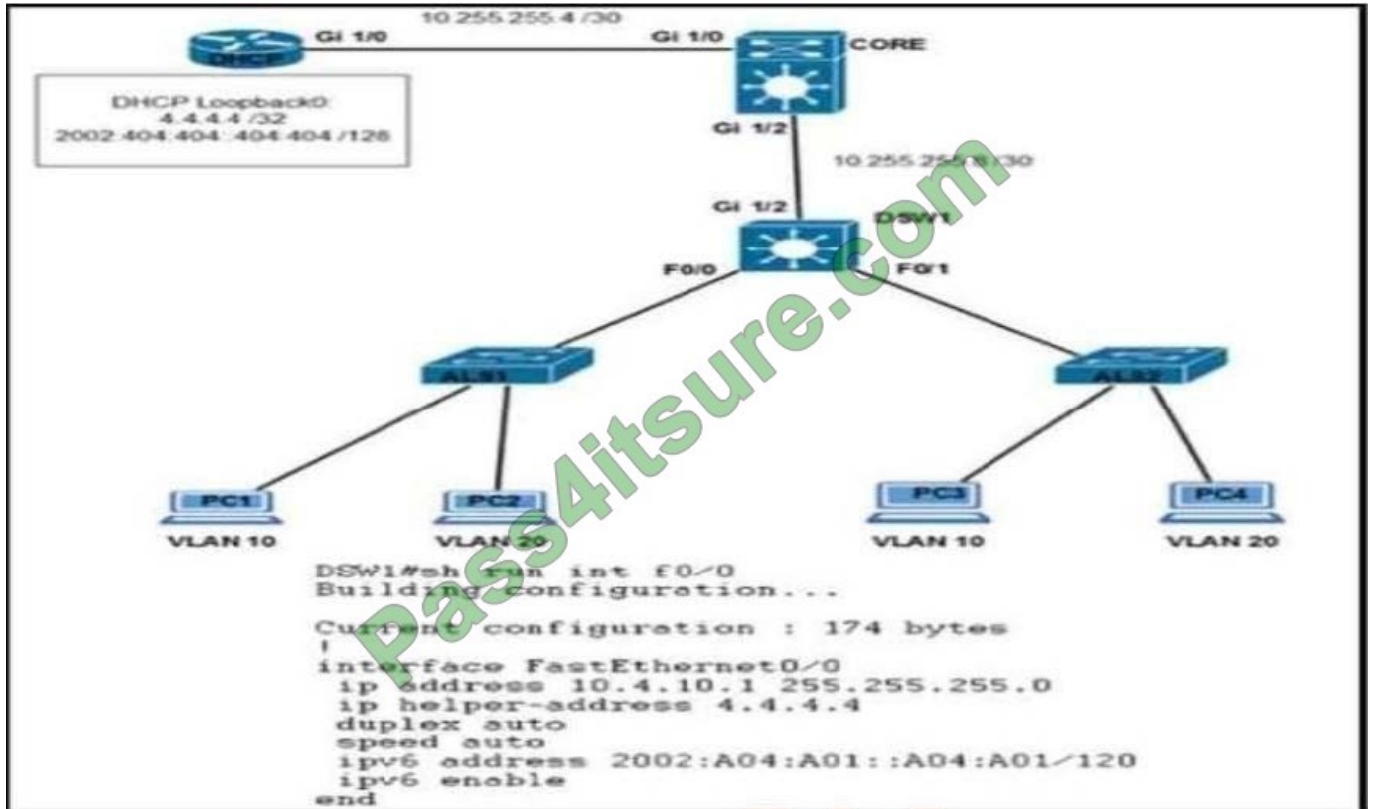 10.255.255.4 /30
Gi 1/0
Gi 1/0
CORE
DHCP
DHCP Loopback0:
4.4.4.4 /32
2002:404:404::404:404 /128
Gi 1/2
10.255.255.8 /30
Gi 1/2
DSW1
F0/0
F0/1
ALS1
ALS2
PC1
PC2
PC3
PC4
VLAN 10
VLAN 20
VLAN 10
VLAN 20
DSW1#sh run int f0/0
Building configuration...
Current configuration : 174 bytes
!
interface FastEthernet0/0
ip address 10.4.10.1 255.255.255.0
ip helper-address 4.4.4.4
duplex auto
speed auto
ipv6 address 2002:A04:A01::A04:A01/120
ipv6 enable
end
Pass4itsure.com